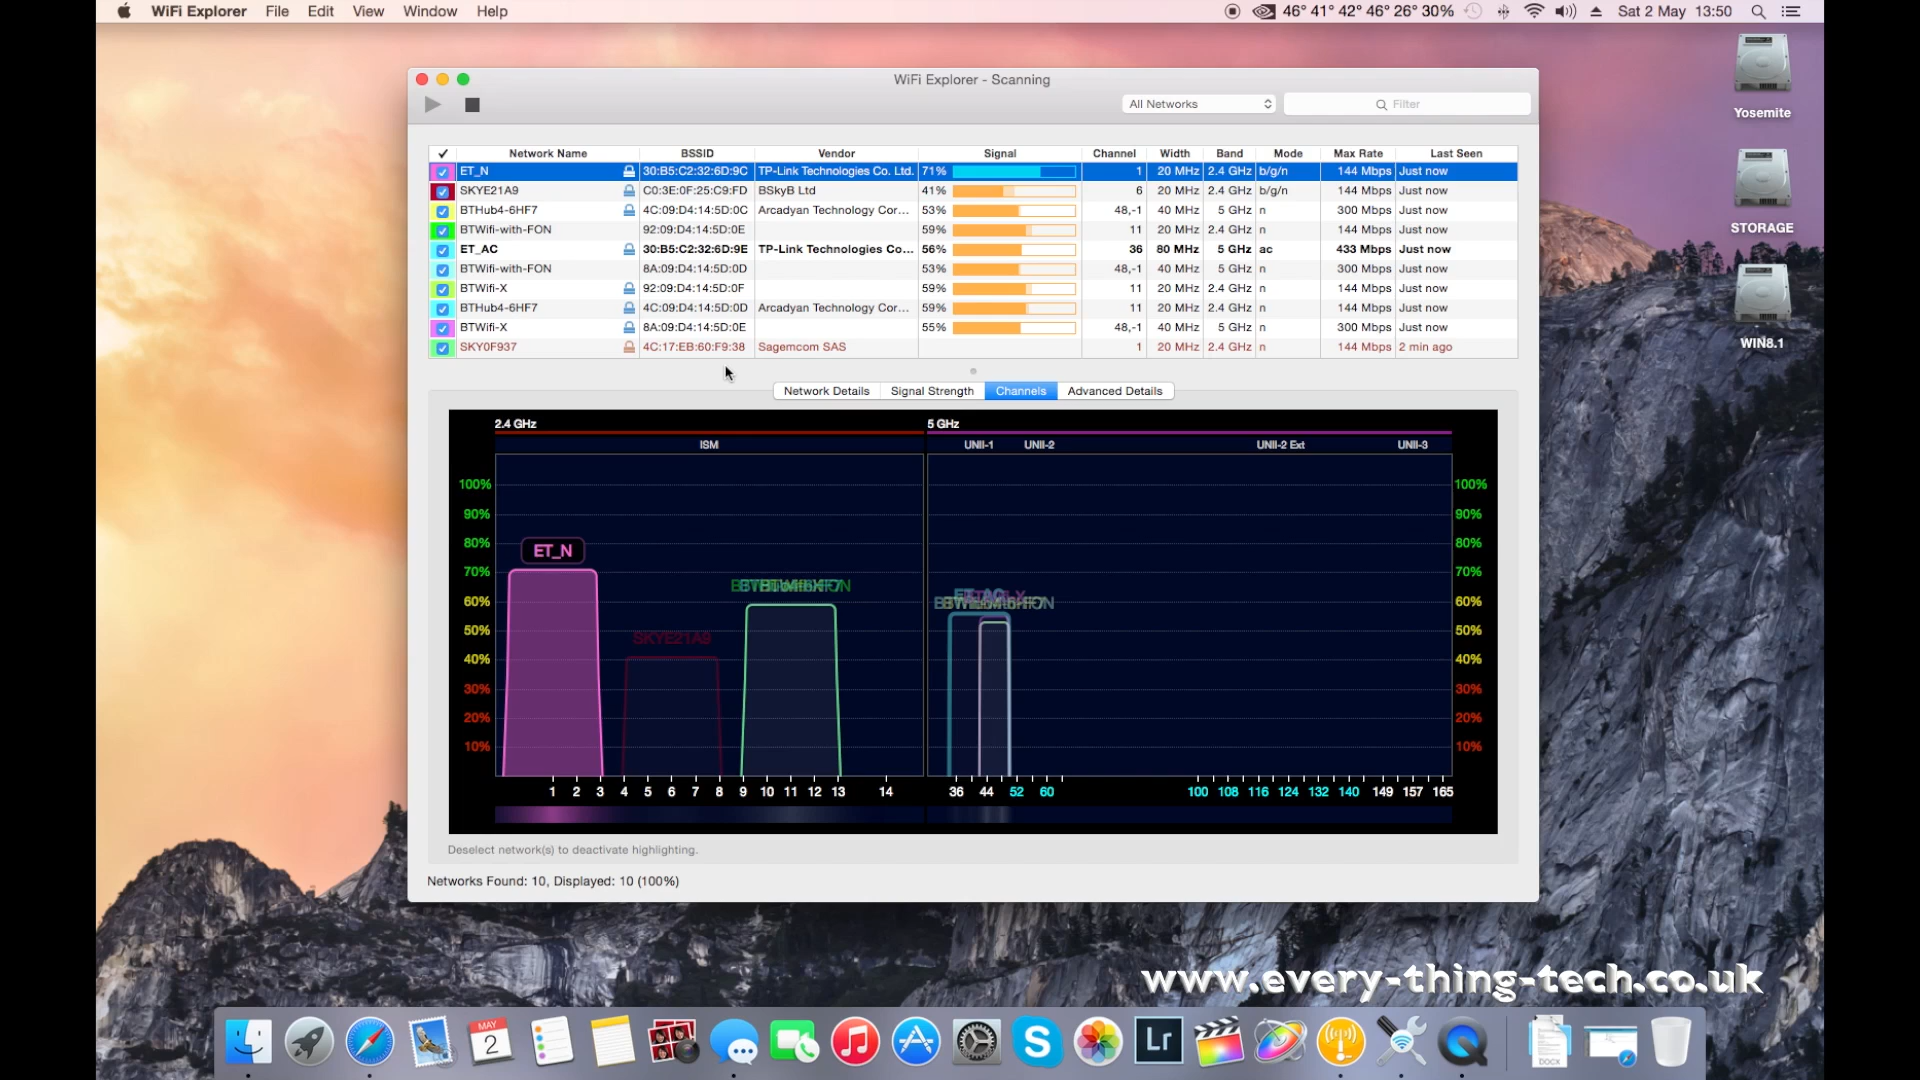 WiFi Explorer File Edit View Window Help 46° 41° 42° 46° 26° 30% Sat 2 May 13:50
Yosemite
STORAGE
WIN8.1
WiFi Explorer - Scanning
All Networks Filter
Network Name BSSID Vendor Signal Channel Width Band Mode Max Rate Last Seen
ET_N 30:B5:C2:32:6D:9C TP-Link Technologies Co. Ltd. 71% 1 20 MHz 2.4 GHz b/g/n 144 Mbps Just now
SKYE21A9 C0:3E:0F:25:C9:FD BSkyB Ltd 41% 6 20 MHz 2.4 GHz b/g/n 144 Mbps Just now
BTHub4-6HF7 4C:09:D4:14:5D:0C Arcadyan Technology Cor... 53% 48,-1 40 MHz 5 GHz n 300 Mbps Just now
BTWifi-with-FON 92:09:D4:14:5D:0E 59% 11 20 MHz 2.4 GHz n 144 Mbps Just now
ET_AC 30:B5:C2:32:6D:9E TP-Link Technologies Co... 56% 36 80 MHz 5 GHz ac 433 Mbps Just now
BTWifi-with-FON 8A:09:D4:14:5D:0D 53% 48,-1 40 MHz 5 GHz n 300 Mbps Just now
BTWifi-X 92:09:D4:14:5D:0F 59% 11 20 MHz 2.4 GHz n 144 Mbps Just now
BTHub4-6HF7 4C:09:D4:14:5D:0D Arcadyan Technology Cor... 59% 11 20 MHz 2.4 GHz n 144 Mbps Just now
BTWifi-X 8A:09:D4:14:5D:0E 55% 48,-1 40 MHz 5 GHz n 300 Mbps Just now
SKY0F937 4C:17:EB:60:F9:38 Sagemcom SAS 1 20 MHz 2.4 GHz n 144 Mbps 2 min ago
Network Details Signal Strength Channels Advanced Details
2.4 GHz 5 GHz
ISM UNII-1 UNII-2 UNII-2 Ext UNII-3
100% 100%
90% 90%
80% 80%
ET_N
70% 70%
60% 60%
50% 50%
SKYE21A9
40% 40%
30% 30%
20% 20%
10% 10%
1 2 3 4 5 6 7 8 9 10 11 12 13 14 36 44 52 60 100 108 116 124 132 140 149 157 165
Deselect network(s) to deactivate highlighting.
Networks Found: 10, Displayed: 10 (100%)
www.every-thing-tech.co.uk
MAY
2
S
Lr
DOCX